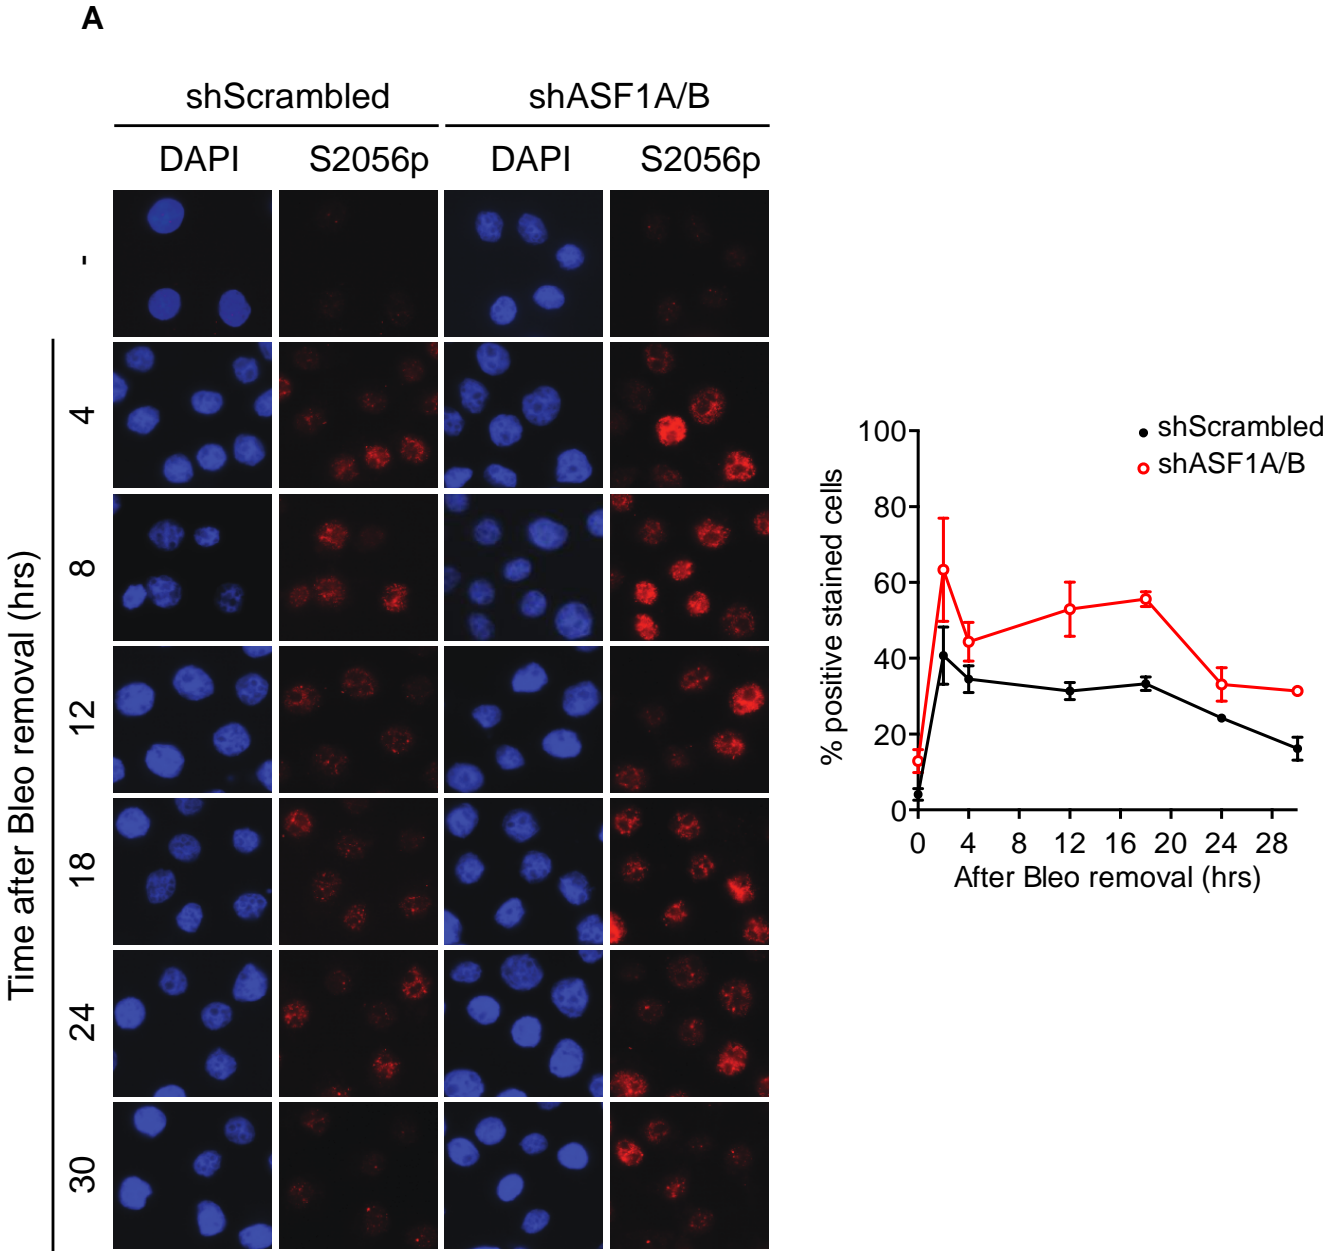 A
shScrambled shASF1A/B
DAPI S2056p DAPI S2056p
-
4
8
12
18
24
30
Time after Bleo removal (hrs)
shScrambled
shASF1A/B
% positive stained cells
100
80
60
40
20
0
0 4 8 12 16 20 24 28
After Bleo removal (hrs)